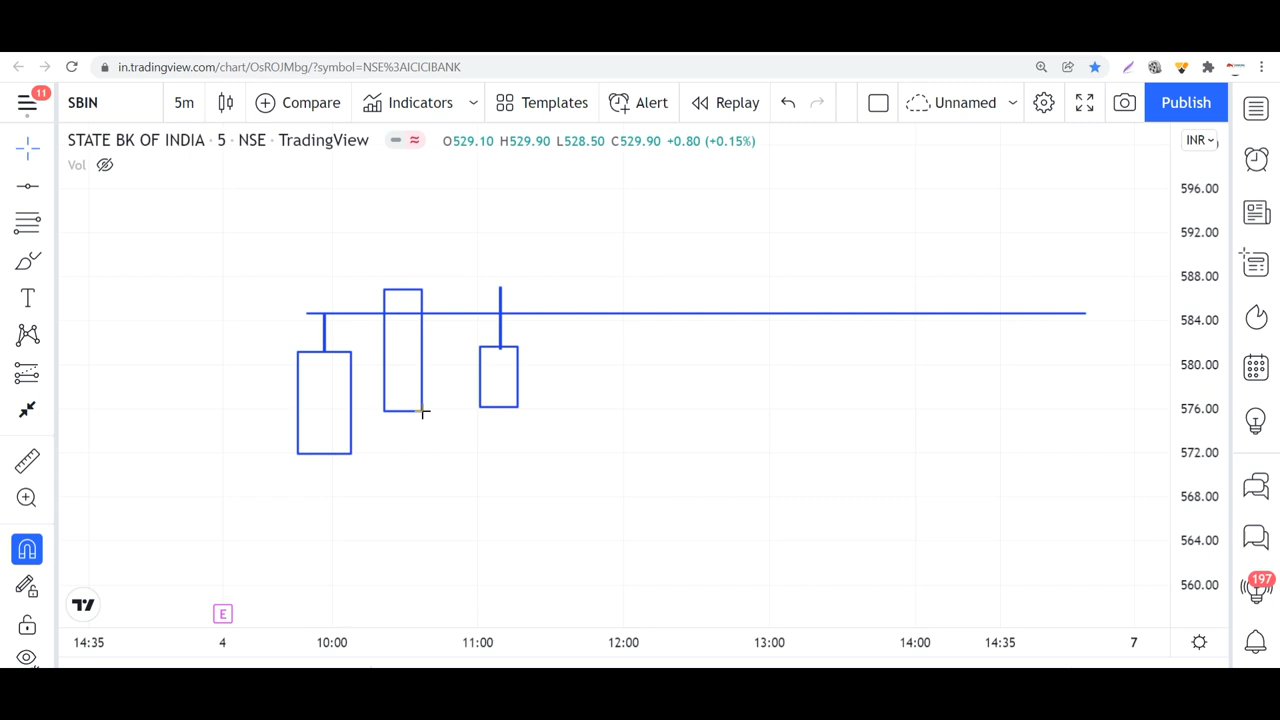 in.tradingview.com/chart/OsROJMbg/?symbol=NSE%3AICICIBANK
11
SBIN
5m
Compare
Indicators
Templates
Alert
Replay
Unnamed
Publish
STATE BK OF INDIA · 5 · NSE · TradingView
O529.10 H529.90 L528.50 C529.90 +0.80 (+0.15%)
INR
Vol
596.00
592.00
588.00
584.00
580.00
576.00
572.00
568.00
564.00
560.00
197
E
14:35 4 10:00 11:00 12:00 13:00 14:00 14:35 7